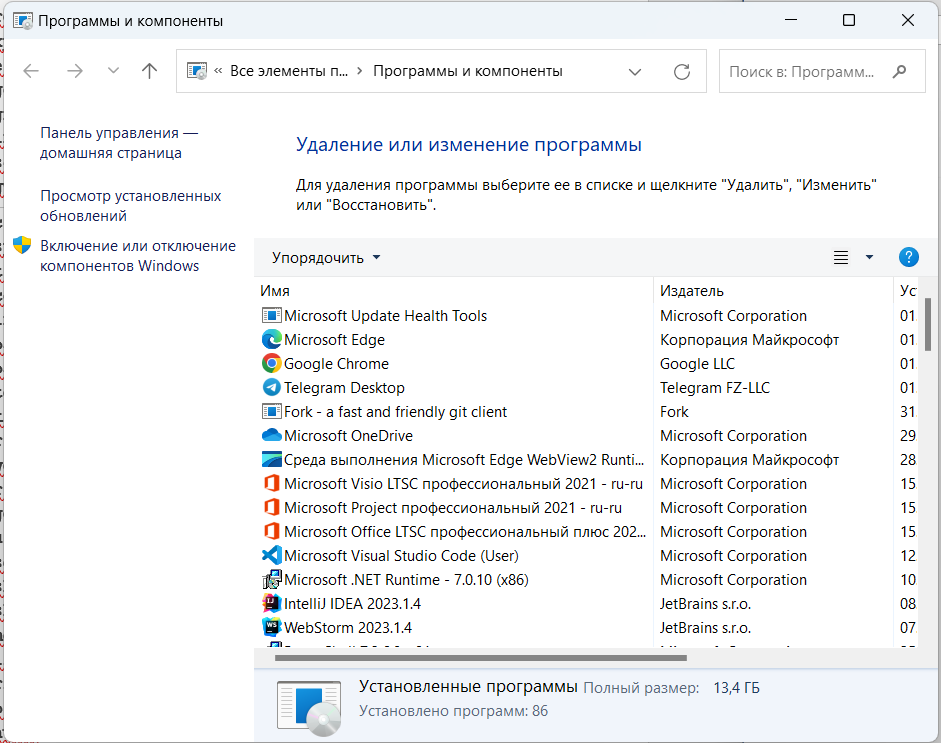 Программы и компоненты
« Все элементы п... › Программы и компоненты
Поиск в: Программ...
Панель управления —
домашняя страница
Просмотр установленных
обновлений
Включение или отключение
компонентов Windows
Удаление или изменение программы
Для удаления программы выберите ее в списке и щелкните "Удалить", "Изменить"
или "Восстановить".
Упорядочить
?
Имя Издатель Ус
Microsoft Update Health Tools Microsoft Corporation 01.
Microsoft Edge Корпорация Майкрософт 01.
Google Chrome Google LLC 01.
Telegram Desktop Telegram FZ-LLC 01.
Fork - a fast and friendly git client Fork 31.
Microsoft OneDrive Microsoft Corporation 29.
Среда выполнения Microsoft Edge WebView2 Runti... Корпорация Майкрософт 28.
Microsoft Visio LTSC профессиональный 2021 - ru-ru Microsoft Corporation 15.
Microsoft Project профессиональный 2021 - ru-ru Microsoft Corporation 15.
Microsoft Office LTSC профессиональный плюс 202... Microsoft Corporation 15.
Microsoft Visual Studio Code (User) Microsoft Corporation 12.
Microsoft .NET Runtime - 7.0.10 (x86) Microsoft Corporation 10.
IntelliJ IDEA 2023.1.4 JetBrains s.r.o. 08.
WebStorm 2023.1.4 JetBrains s.r.o. 07.
Установленные программы Полный размер: 13,4 ГБ
Установлено программ: 86